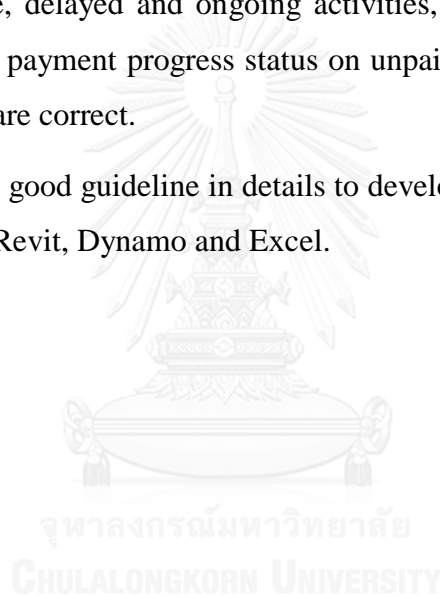 , delayed and ongoing activities,
payment progress status on unpai
are correct.
good guideline in details to develo
Revit, Dynamo and Excel.
จุฬาลงกรณ์มหาวิทยาลัย
CHULALONGKORN UNIVERSITY